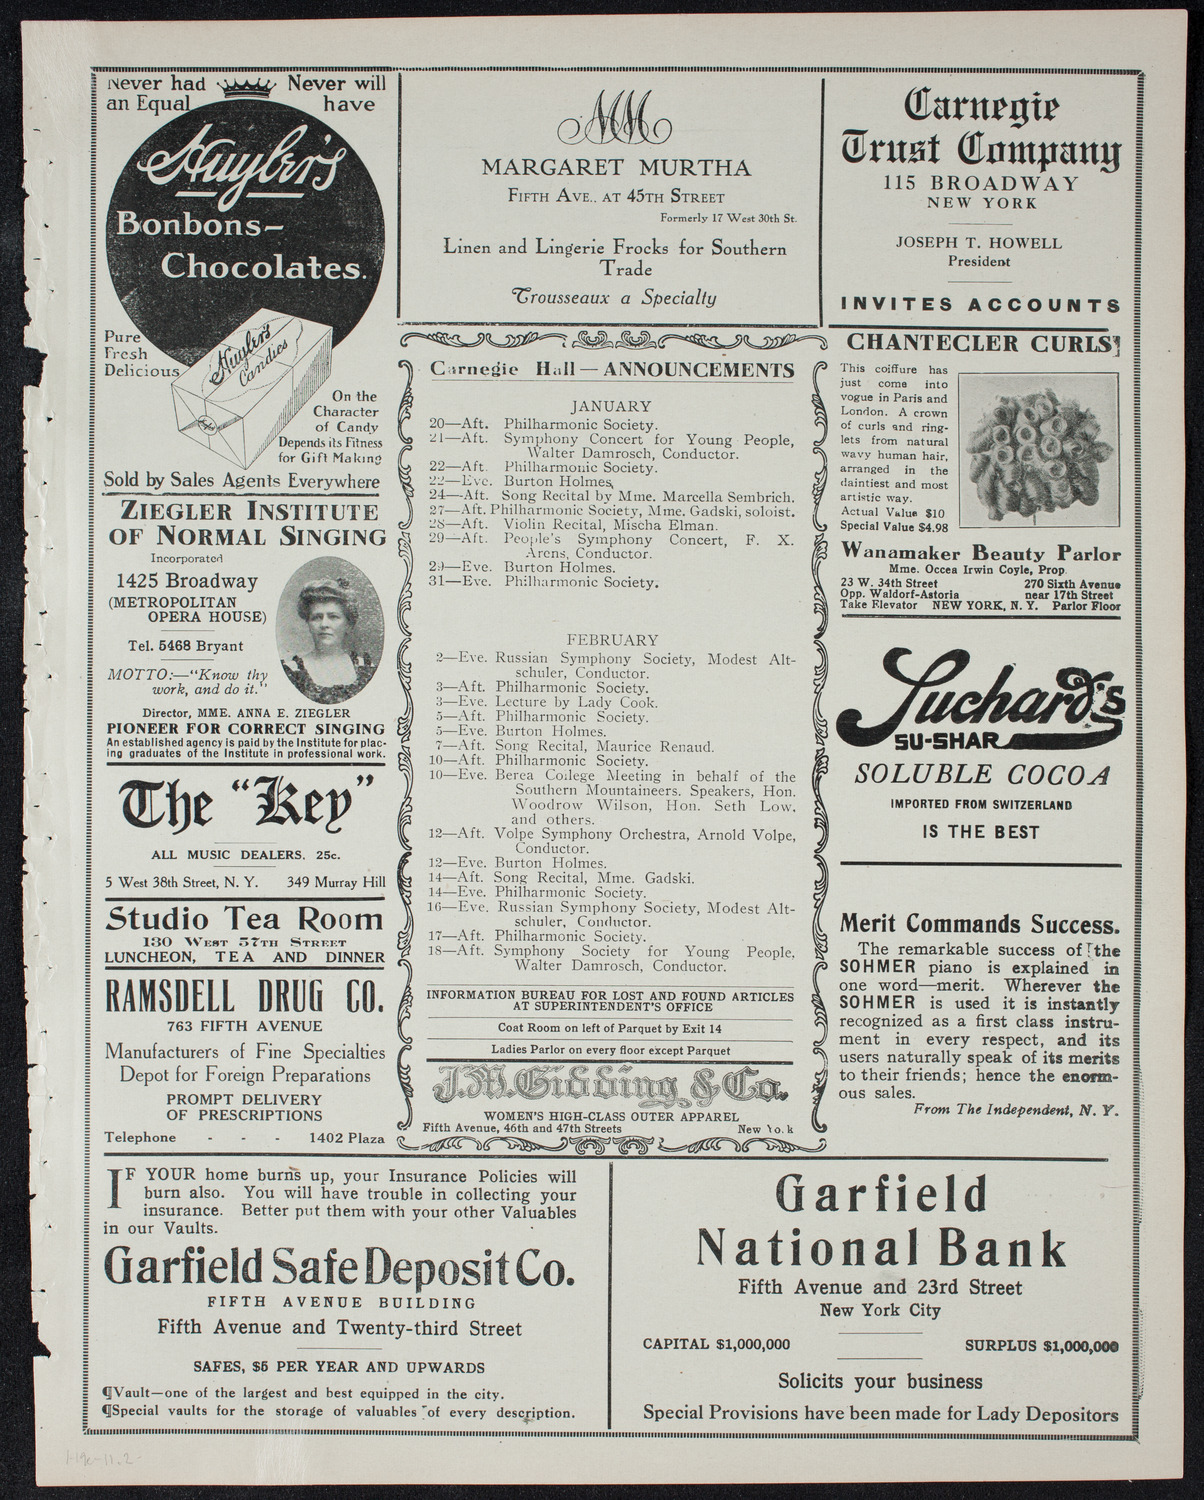 Never had Never will
an Equal have
Huyler's
Bonbons—
Chocolates.
Pure
Fresh
Delicious
Huyler's
Candies
On the
Character
of Candy
Depends its Fitness
for Gift Making
Sold by Sales Agents Everywhere
ZIEGLER INSTITUTE
OF NORMAL SINGING
Incorporated
1425 Broadway
(METROPOLITAN
OPERA HOUSE)
Tel. 5468 Bryant
MOTTO:—"Know thy
work, and do it."
Director, MME. ANNA E. ZIEGLER
PIONEER FOR CORRECT SINGING
An established agency is paid by the Institute for plac-
ing graduates of the Institute in professional work.
The "Key"
ALL MUSIC DEALERS, 25c.
5 West 38th Street, N. Y. 349 Murray Hill
Studio Tea Room
130 WEST 57TH STREET
LUNCHEON, TEA AND DINNER
RAMSDELL DRUG CO.
763 FIFTH AVENUE
Manufacturers of Fine Specialties
Depot for Foreign Preparations
PROMPT DELIVERY
OF PRESCRIPTIONS
Telephone - - - 1402 Plaza
MM
MARGARET MURTHA
FIFTH AVE.. AT 45TH STREET
Formerly 17 West 30th St.
Linen and Lingerie Frocks for Southern
Trade
Trousseaux a Specialty
Carnegie Hall—ANNOUNCEMENTS
JANUARY
20—Aft. Philharmonic Society.
21—Aft. Symphony Concert for Young People,
Walter Damrosch, Conductor.
22—Aft. Philharmonic Society.
22—Eve. Burton Holmes,
24—Aft. Song Recital by Mme. Marcella Sembrich.
27—Aft. Philharmonic Society, Mme. Gadski, soloist.
28—Aft. Violin Recital, Mischa Elman.
29—Aft. People's Symphony Concert, F. X.
Arens, Conductor.
29—Eve. Burton Holmes.
31—Eve. Philharmonic Society.
FEBRUARY
2—Eve. Russian Symphony Society, Modest Alt-
schuler, Conductor.
3—Aft. Philharmonic Society.
3—Eve. Lecture by Lady Cook.
5—Aft. Philharmonic Society.
5—Eve. Burton Holmes.
7—Aft. Song Recital, Maurice Renaud.
10—Aft. Philharmonic Society.
10—Eve. Berea College Meeting in behalf of the
Southern Mountaineers. Speakers, Hon.
Woodrow Wilson, Hon. Seth Low,
and others.
12—Aft. Volpe Symphony Orchestra, Arnold Volpe,
Conductor.
12—Eve. Burton Holmes.
14—Aft. Song Recital, Mme. Gadski.
14—Eve. Philharmonic Society.
16—Eve. Russian Symphony Society, Modest Alt-
schuler, Conductor.
17—Aft. Philharmonic Society.
18—Aft. Symphony Society for Young People,
Walter Damrosch, Conductor.
INFORMATION BUREAU FOR LOST AND FOUND ARTICLES
AT SUPERINTENDENT'S OFFICE
Coat Room on left of Parquet by Exit 14
Ladies Parlor on every floor except Parquet
J.M. Gidding & Co.
WOMEN'S HIGH-CLASS OUTER APPAREL
Fifth Avenue, 46th and 47th Streets New York
Carnegie
Trust Company
115 BROADWAY
NEW YORK
JOSEPH T. HOWELL
President
INVITES ACCOUNTS
CHANTECLER CURLS
This coiffure has
just come into
vogue in Paris and
London. A crown
of curls and ring-
lets from natural
wavy human hair,
arranged in the
daintiest and most
artistic way.
Actual Value $10
Special Value $4.98
Wanamaker Beauty Parlor
Mme. Occea Irwin Coyle, Prop.
23 W. 34th Street 270 Sixth Avenue
Opp. Waldorf-Astoria near 17th Street
Take Elevator NEW YORK, N. Y. Parlor Floor
Suchard's
SU-SHAR
SOLUBLE COCOA
IMPORTED FROM SWITZERLAND
IS THE BEST
Merit Commands Success.
The remarkable success of the
SOHMER piano is explained in
one word—merit. Wherever the
SOHMER is used it is instantly
recognized as a first class instru-
ment in every respect, and its
users naturally speak of its merits
to their friends; hence the enorm-
ous sales.
From The Independent, N. Y.
IF YOUR home burns up, your Insurance Policies will
burn also. You will have trouble in collecting your
insurance. Better put them with your other Valuables
in our Vaults.
Garfield Safe Deposit Co.
FIFTH AVENUE BUILDING
Fifth Avenue and Twenty-third Street
SAFES, $5 PER YEAR AND UPWARDS
¶Vault—one of the largest and best equipped in the city.
¶Special vaults for the storage of valuables of every description.
Garfield
National Bank
Fifth Avenue and 23rd Street
New York City
CAPITAL $1,000,000 SURPLUS $1,000,000
Solicits your business
Special Provisions have been made for Lady Depositors